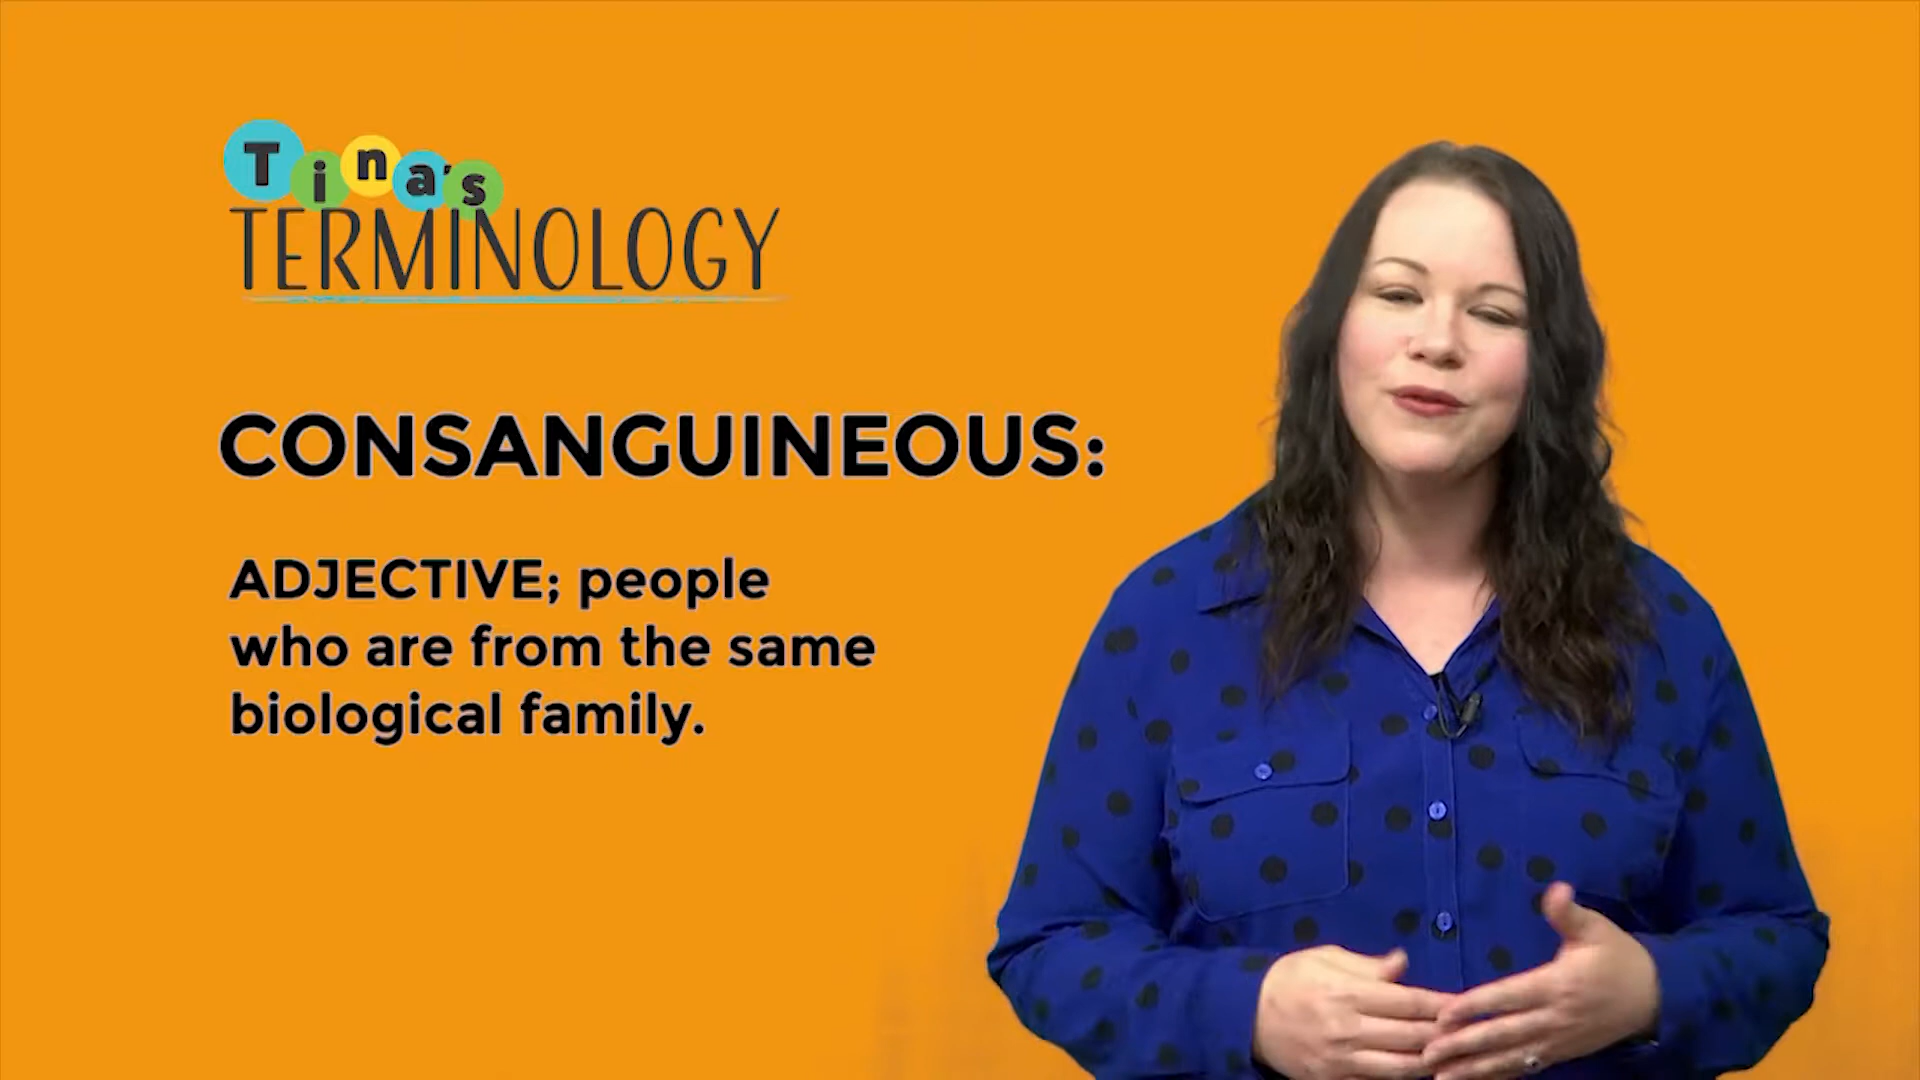 Tina's
TERMINOLOGY
CONSANGUINEOUS:
ADJECTIVE; people
who are from the same
biological family.